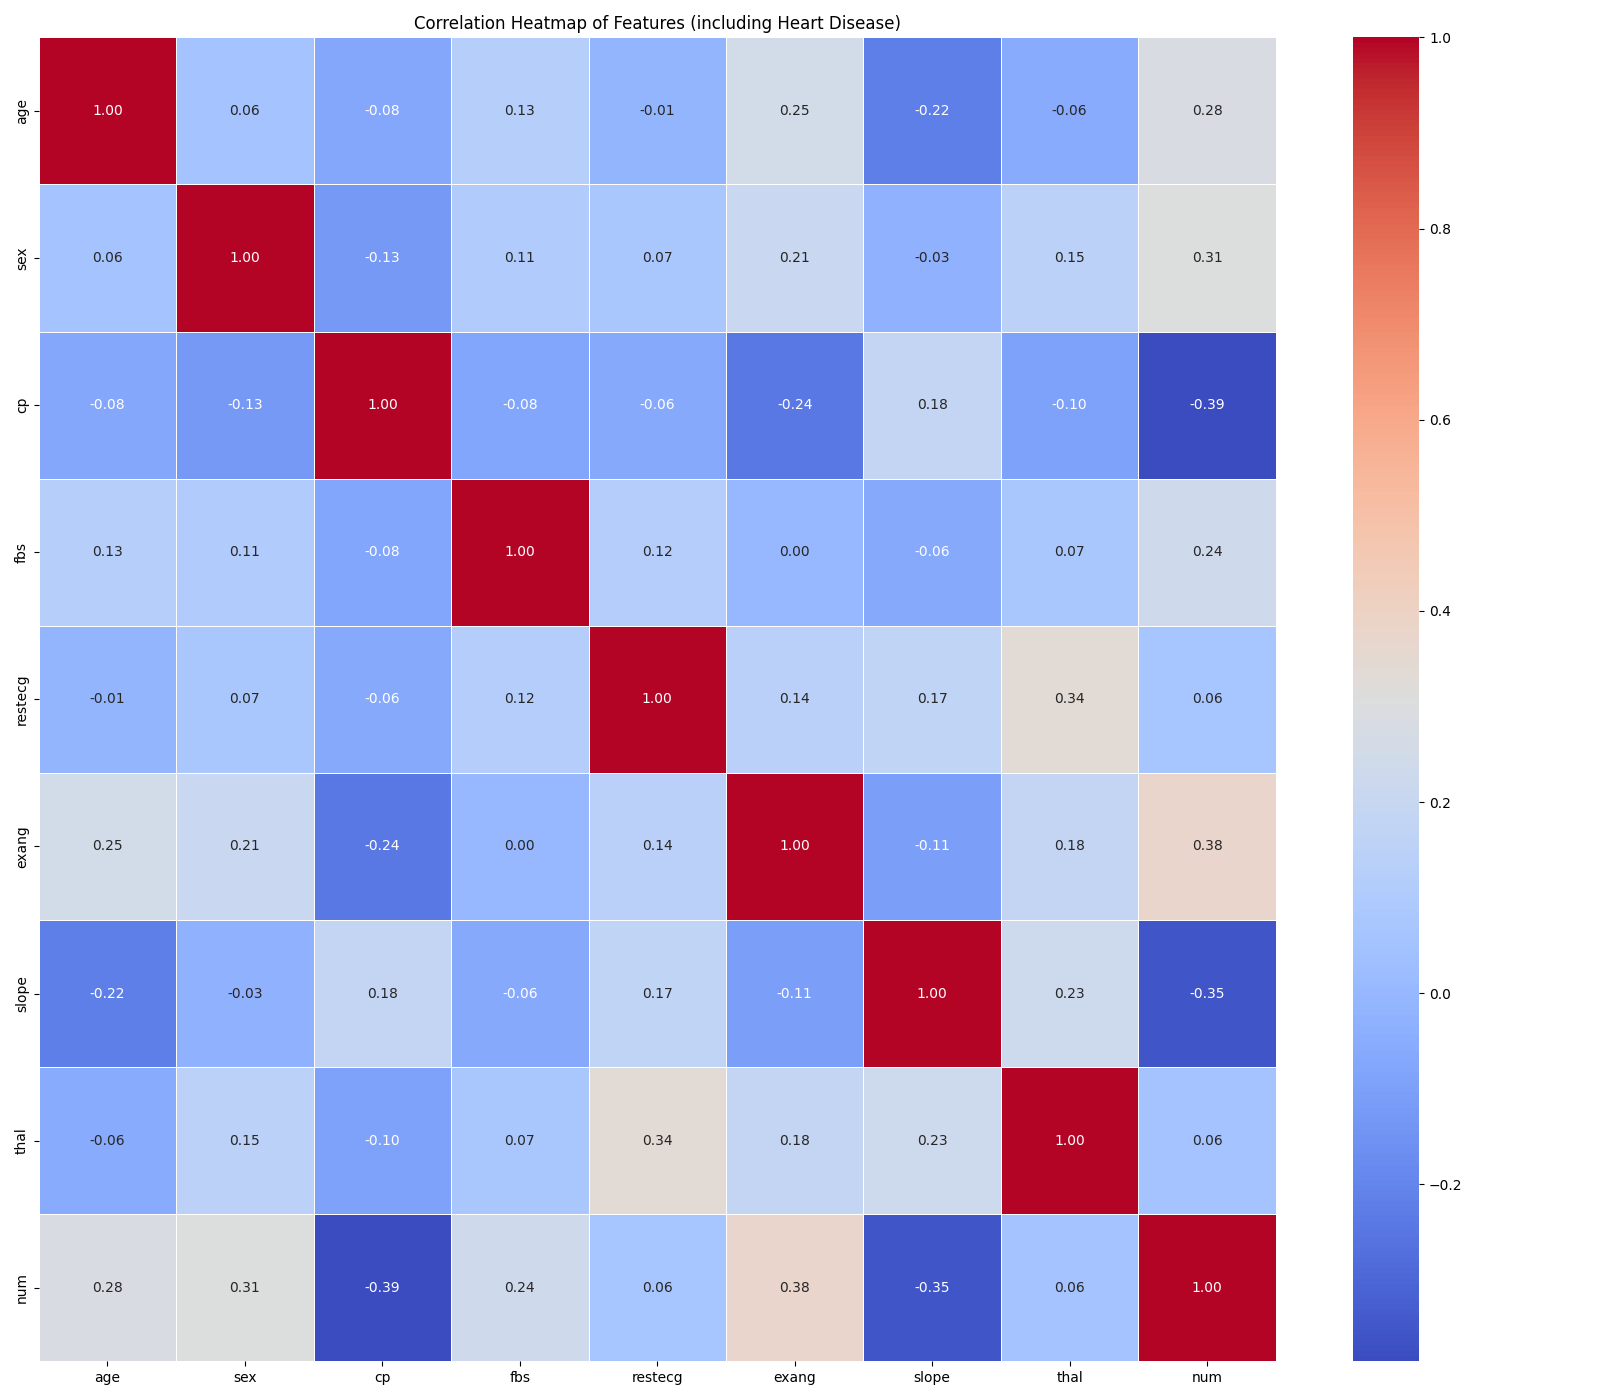 Correlation Heatmap of Features (including Heart Disease)
age 1.00 0.06 -0.08 0.13 -0.01 0.25 -0.22 -0.06 0.28
sex 0.06 1.00 -0.13 0.11 0.07 0.21 -0.03 0.15 0.31
cp -0.08 -0.13 1.00 -0.08 -0.06 -0.24 0.18 -0.10 -0.39
fbs 0.13 0.11 -0.08 1.00 0.12 0.00 -0.06 0.07 0.24
restecg -0.01 0.07 -0.06 0.12 1.00 0.14 0.17 0.34 0.06
exang 0.25 0.21 -0.24 0.00 0.14 1.00 -0.11 0.18 0.38
slope -0.22 -0.03 0.18 -0.06 0.17 -0.11 1.00 0.23 -0.35
thal -0.06 0.15 -0.10 0.07 0.34 0.18 0.23 1.00 0.06
num 0.28 0.31 -0.39 0.24 0.06 0.38 -0.35 0.06 1.00
age sex cp fbs restecg exang slope thal num
1.0
0.8
0.6
0.4
0.2
0.0
−0.2